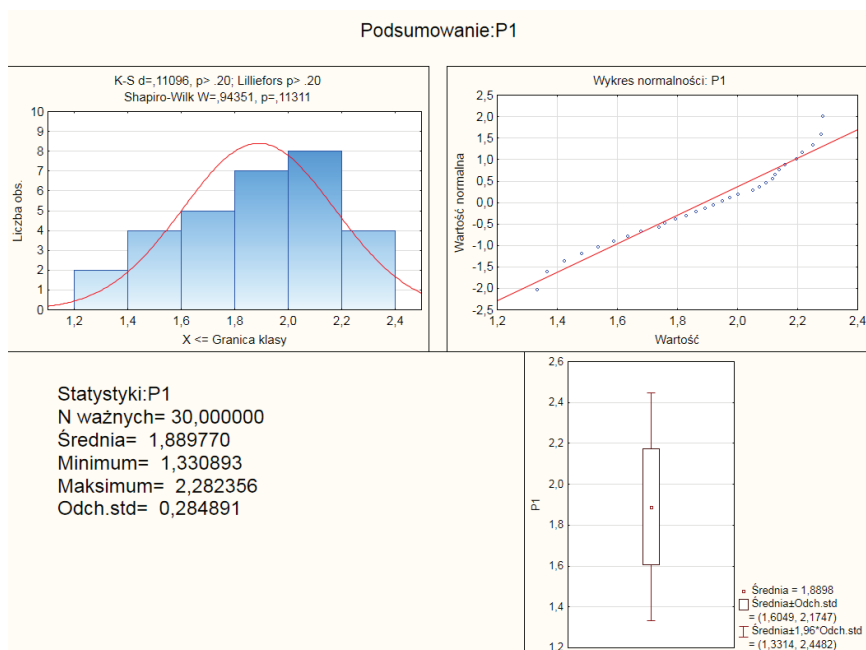 Podsumowanie:P1
K-S d=,11096, p> .20; Lilliefors p> .20
Shapiro-Wilk W=,94351, p=,11311
10
9
8
7
6
5
4
3
2
1
0
Liczba obs.
1,2 1,4 1,6 1,8 2,0 2,2 2,4
X <= Granica klasy
Wykres normalności: P1
2,5
2,0
1,5
1,0
0,5
0,0
-0,5
-1,0
-1,5
-2,0
-2,5
Wartość normalna
1,2 1,4 1,6 1,8 2,0 2,2 2,4
Wartość
Statystyki:P1
N ważnych= 30,000000
Średnia= 1,889770
Minimum= 1,330893
Maksimum= 2,282356
Odch.std= 0,284891
2,6
2,4
2,2
2,0
1,8
1,6
1,4
1,2
P1
Średnia = 1,8898
Średnia±Odch.std
= (1,6049, 2,1747)
Średnia±1,96*Odch.std
= (1,3314, 2,4482)